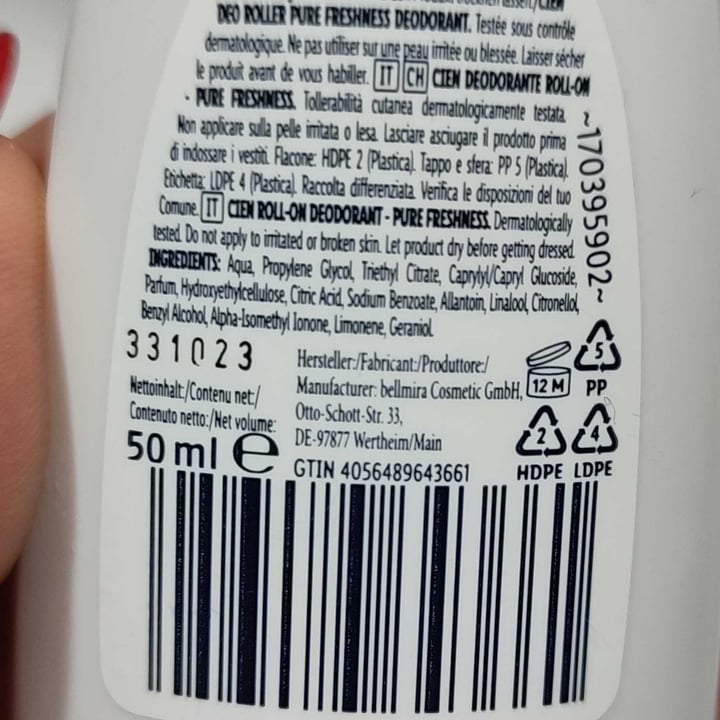 DEO ROLLER PURE FRESHNESS DEODORANT. Testée sous contrôle
dermatologique. Ne pas utiliser sur une peau irritée ou blessée. Laisser sécher
le produit avant de vous habiller. IT CH CIEN DEODORANTE ROLL-ON
- PURE FRESHNESS. Tollerabilità cutanea dermatologicamente testata.
Non applicare sulla pelle irritata o lesa. Lasciare asciugare il prodotto prima
di indossare i vestiti. Flacone: HDPE 2 (Plastica). Tappo e sfera: PP 5 (Plastica).
Etichetta: LDPE 4 (Plastica). Raccolta differenziata. Verifica le disposizioni del tuo
Comune. IT CIEN ROLL-ON DEODORANT - PURE FRESHNESS. Dermatologically
tested. Do not apply to irritated or broken skin. Let product dry before getting dressed.
INGREDIENTS: Aqua, Propylene Glycol, Triethyl Citrate, Caprylyl/Capryl Glucoside,
Parfum, Hydroxyethylcellulose, Citric Acid, Sodium Benzoate, Allantoin, Linalool, Citronellol,
Benzyl Alcohol, Alpha-Isomethyl Ionone, Limonene, Geraniol.
~170395902~
331023
Nettoinhalt:/Contenu net:/
Contenuto netto:/Net volume:
50 ml e
Hersteller:/Fabricant:/Produttore:/
Manufacturer: bellmira Cosmetic GmbH,
Otto-Schott-Str. 33,
DE-97877 Wertheim/Main
GTIN 4056489643661
12 M
5
PP
2
HDPE
4
LDPE